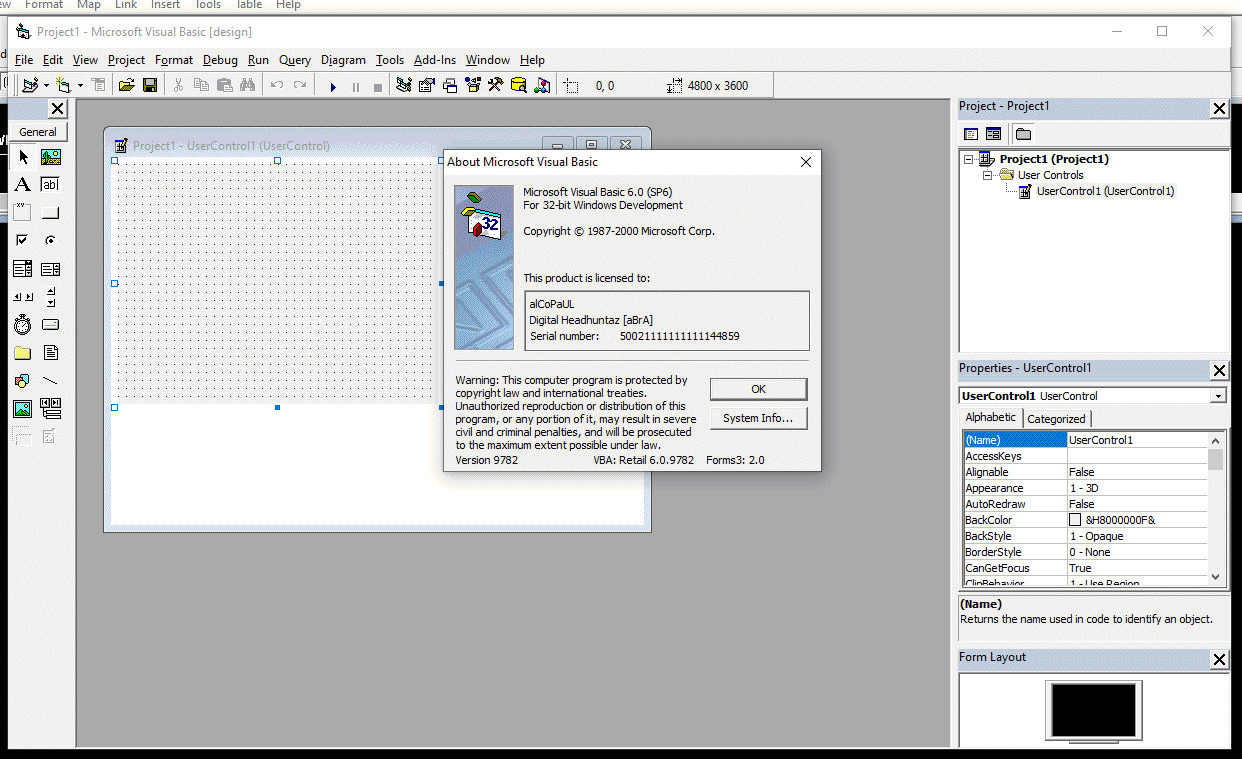 Format Map Link Insert Tools Table Help
Project1 - Microsoft Visual Basic [design]
File Edit View Project Format Debug Run Query Diagram Tools Add-Ins Window Help
0, 0 4800 x 3600
General
A
ab
xy
Project1 - UserControl1 (UserControl)
About Microsoft Visual Basic
32
Microsoft Visual Basic 6.0 (SP6)
For 32-bit Windows Development
Copyright © 1987-2000 Microsoft Corp.
This product is licensed to:
alCoPaUL
Digital Headhuntaz [aBrA]
Serial number: 50021111111111144859
Warning: This computer program is protected by
copyright law and international treaties.
Unauthorized reproduction or distribution of this
program, or any portion of it, may result in severe
civil and criminal penalties, and will be prosecuted
to the maximum extent possible under law.
OK
System Info...
Version 9782 VBA: Retail 6.0.9782 Forms3: 2.0
Project - Project1
Project1 (Project1)
User Controls
UserControl1 (UserControl1)
Properties - UserControl1
UserControl1 UserControl
Alphabetic Categorized
(Name) UserControl1
AccessKeys
Alignable False
Appearance 1 - 3D
AutoRedraw False
BackColor &H8000000F&
BackStyle 1 - Opaque
BorderStyle 0 - None
CanGetFocus True
ClipBehavior 1 - Use Region
(Name)
Returns the name used in code to identify an object.
Form Layout